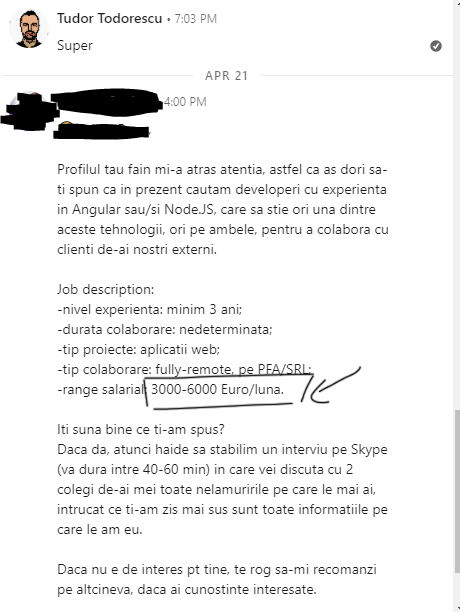 Tudor Todorescu • 7:03 PM
Super
APR 21
4:00 PM
Profilul tau fain mi-a atras atentia, astfel ca as dori sa-
ti spun ca in prezent cautam developeri cu experienta
in Angular sau/si Node.JS, care sa stie ori una dintre
aceste tehnologii, ori pe ambele, pentru a colabora cu
clienti de-ai nostri externi.
Job description:
-nivel experienta: minim 3 ani;
-durata colaborare: nedeterminata;
-tip proiecte: aplicatii web;
-tip colaborare: fully-remote, pe PFA/SRL;
-range salarial: 3000-6000 Euro/luna.
Iti suna bine ce ti-am spus?
Daca da, atunci haide sa stabilim un interviu pe Skype
(va dura intre 40-60 min) in care vei discuta cu 2
colegi de-ai mei toate nelamuririle pe care le mai ai,
intrucat ce ti-am zis mai sus sunt toate informatiile pe
care le am eu.
Daca nu e de interes pt tine, te rog sa-mi recomanzi
pe altcineva, daca ai cunostinte interesate.